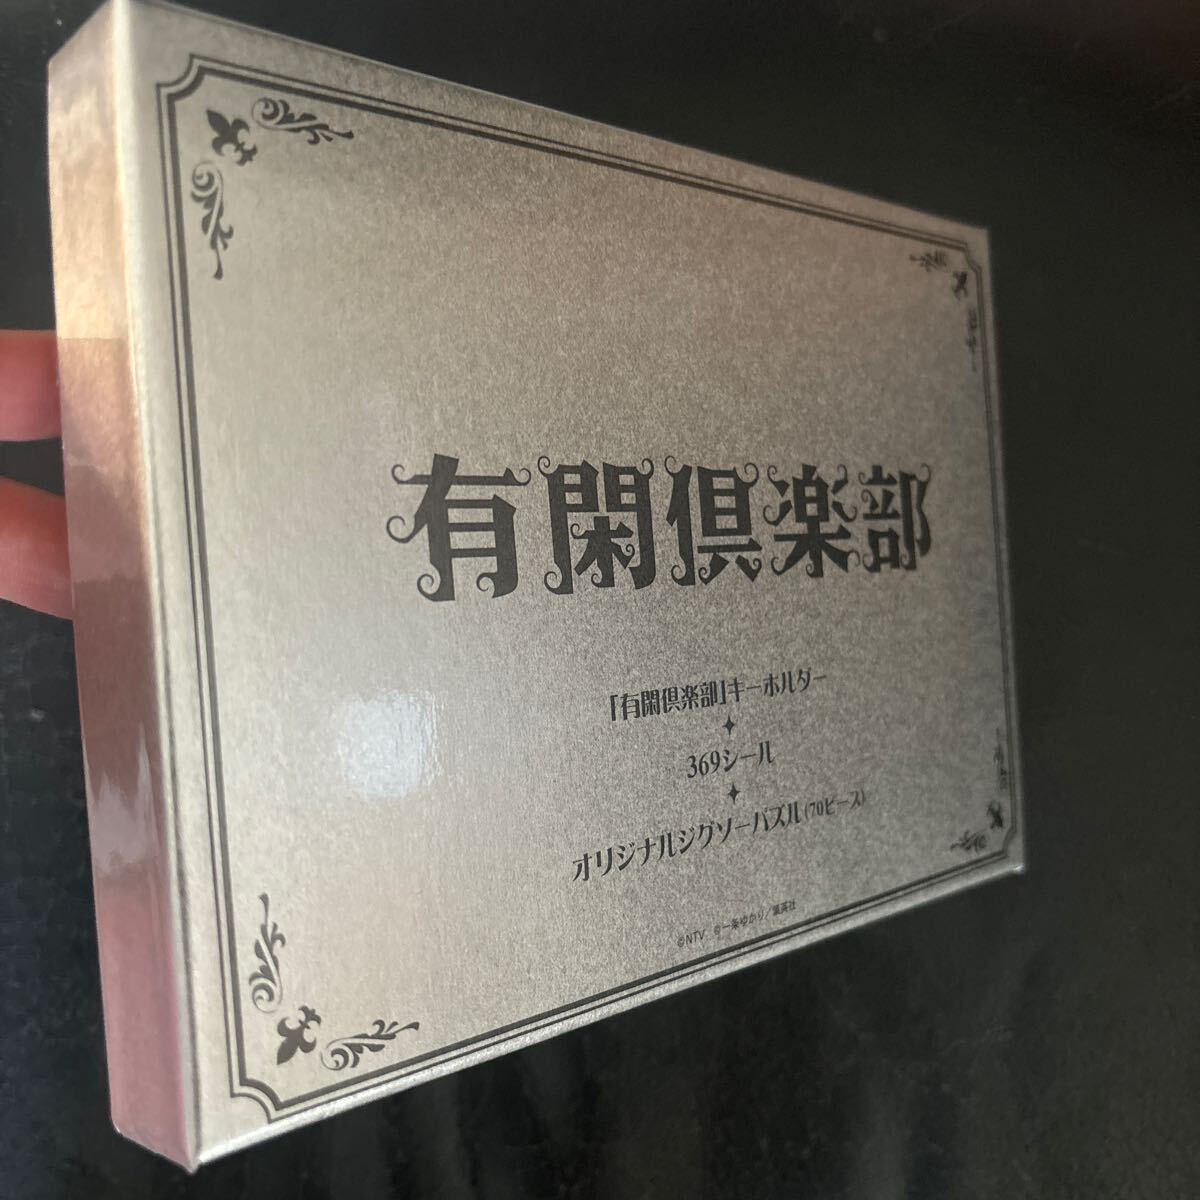 有閑倶楽部
「有閑倶楽部」キーホルダー
369シール
オリジナルジグソーパズル(70ピース)
©NTV ©一条ゆかり/集英社